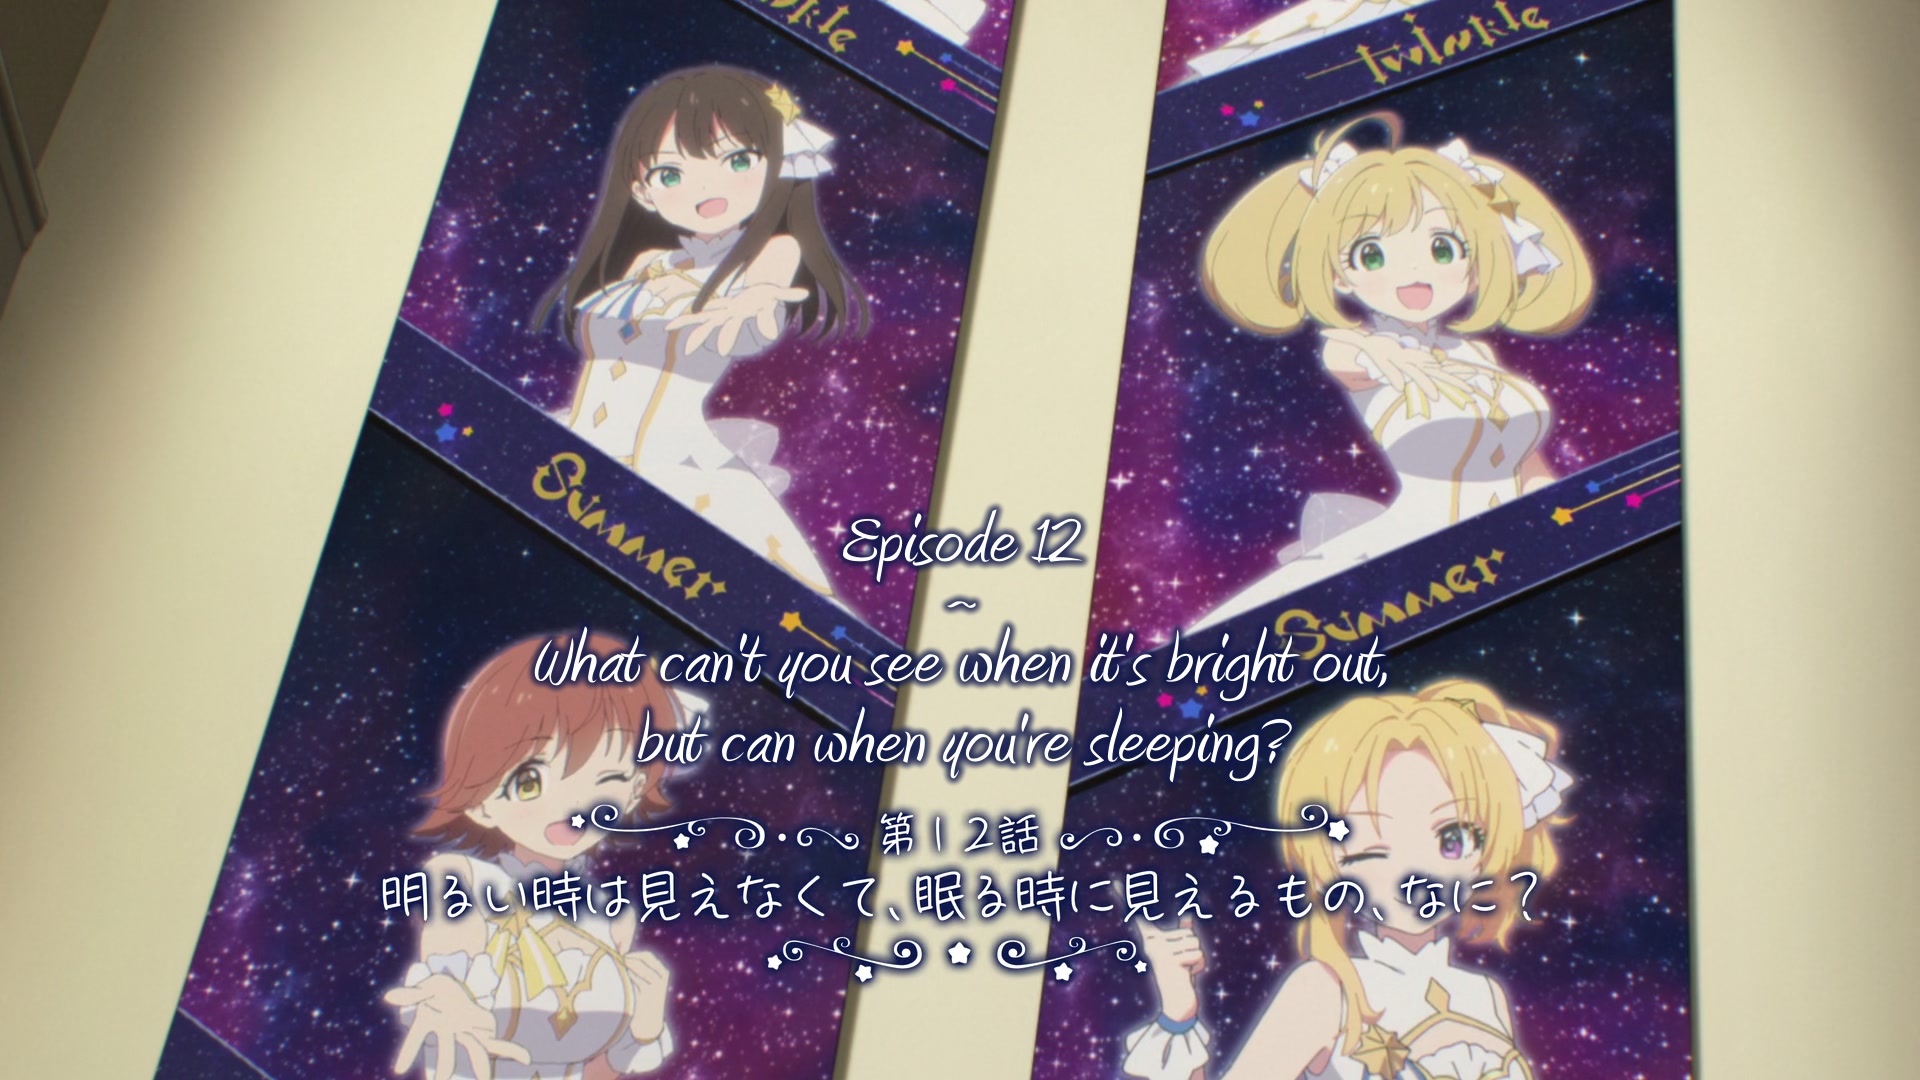 twinkle
Summer
Summer
Episode 12
~
What can't you see when it's bright out,
but can when you're sleeping?
第12話
明るい時は見えなくて、眠る時に見えるもの、なに？